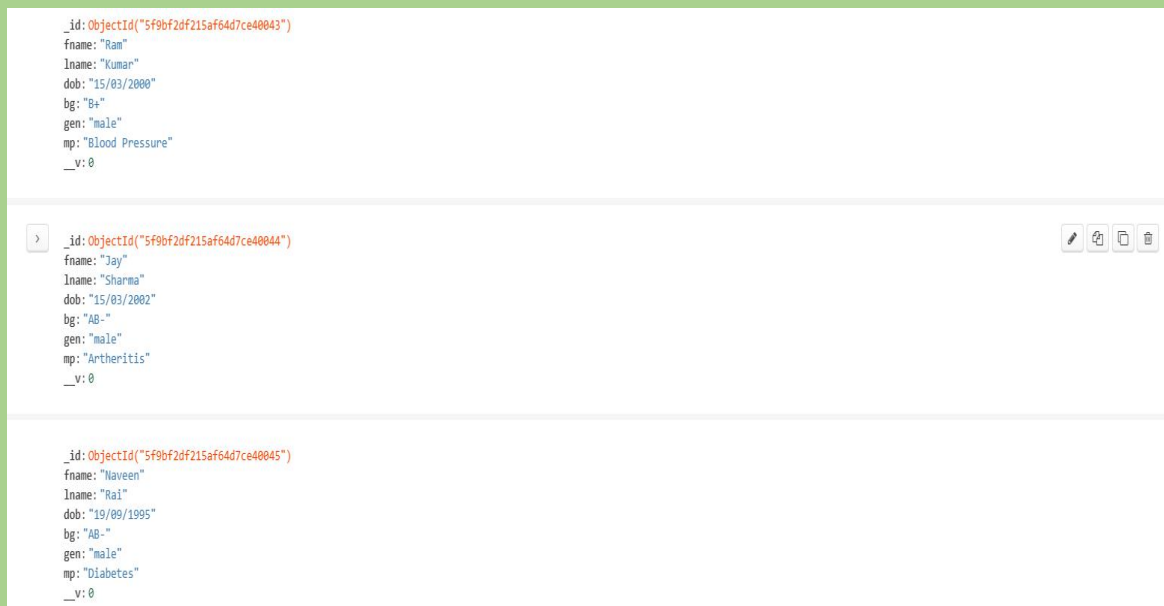 _id: ObjectId("5f9bf2df215af64d7ce40043")
fname: "Ram"
lname: "Kumar"
dob: "15/03/2000"
bg: "B+"
gen: "male"
mp: "Blood Pressure"
__v: 0
_id: ObjectId("5f9bf2df215af64d7ce40044")
fname: "Jay"
lname: "Sharma"
dob: "15/03/2002"
bg: "AB-"
gen: "male"
mp: "Artheritis"
__v: 0
_id: ObjectId("5f9bf2df215af64d7ce40045")
fname: "Naveen"
lname: "Rai"
dob: "19/09/1995"
bg: "AB-"
gen: "male"
mp: "Diabetes"
__v: 0